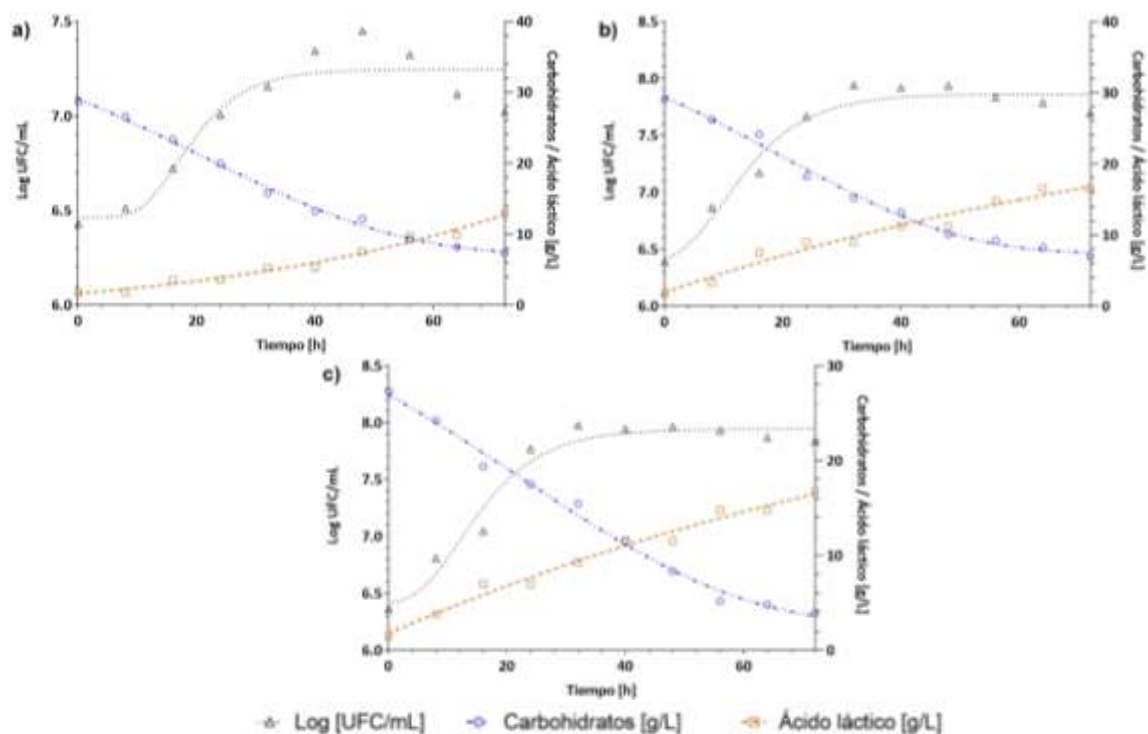 a)
7.5
7.0
6.5
6.0
Log UFC/mL
40
30
20
10
0
Carbohidratos / Ácido láctico [g/L]
0 20 40 60
Tiempo [h]
b)
8.5
8.0
7.5
7.0
6.5
6.0
Log UFC/mL
40
30
20
10
0
Carbohidratos / Ácido láctico [g/L]
0 20 40 60
Tiempo [h]
c)
8.5
8.0
7.5
7.0
6.5
6.0
Log UFC/mL
30
20
10
0
Carbohidratos / Ácido láctico [g/L]
0 20 40 60
Tiempo [h]
Log [UFC/mL] Carbohidratos [g/L] Ácido láctico [g/L]